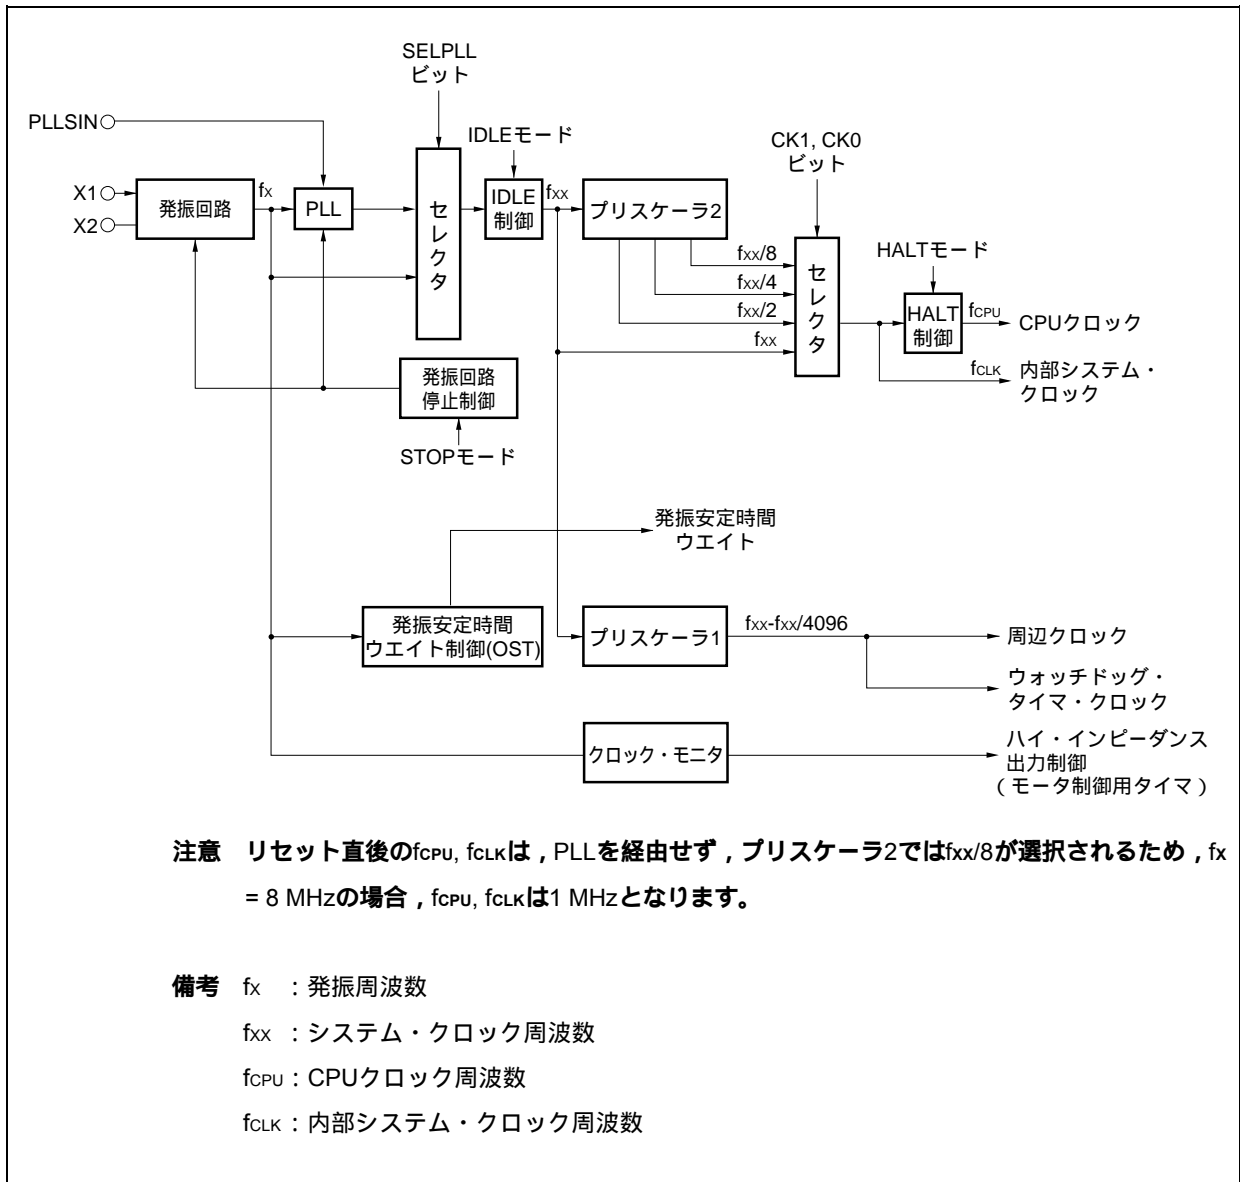 SELPLL
ビット
PLLSIN
IDLEモード
CK1, CK0
ビット
X1
X2
発振回路
fX
PLL
セレクタ
IDLE
制御
fXX
プリスケーラ2
fXX/8
fXX/4
fXX/2
fXX
セレクタ
HALTモード
HALT
制御
fCPU
CPUクロック
fCLK
内部システム・
クロック
発振回路
停止制御
STOPモード
発振安定時間
ウエイト
発振安定時間
ウエイト制御(OST)
プリスケーラ1
fXX-fXX/4096
周辺クロック
ウォッチドッグ・
タイマ・クロック
クロック・モニタ
ハイ・インピーダンス
出力制御
(モータ制御用タイマ)
注意 リセット直後のfCPU, fCLKは,PLLを経由せず,プリスケーラ2ではfXX/8が選択されるため,fX
= 8 MHzの場合,fCPU, fCLKは1 MHzとなります。
備考 fX :発振周波数
fXX :システム・クロック周波数
fCPU:CPUクロック周波数
fCLK:内部システム・クロック周波数